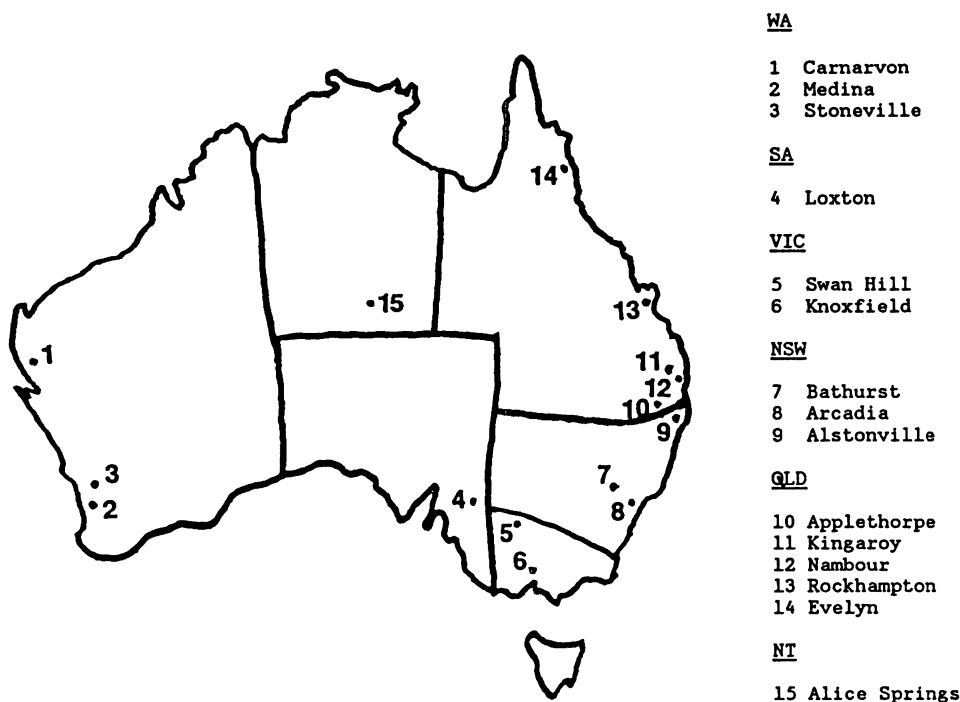 WA
1 Carnarvon
2 Medina
3 Stoneville
SA
4 Loxton
VIC
5 Swan Hill
6 Knoxfield
NSW
7 Bathurst
8 Arcadia
9 Alstonville
QLD
10 Applethorpe
11 Kingaroy
12 Nambour
13 Rockhampton
14 Evelyn
NT
15 Alice Springs
14
15
13
1
11
12
10
9
3
2
7
4
8
5
6